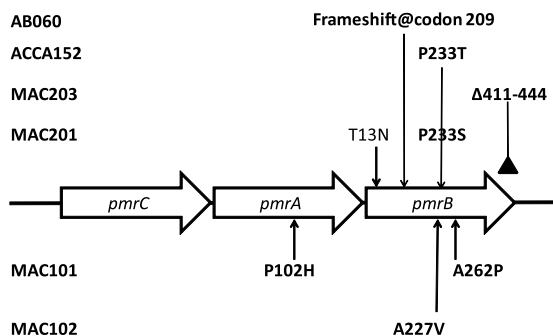 AB060 Frameshift@codon 209
ACCA152 P233T
MAC203 Δ411-444
MAC201 T13N P233S
pmrC pmrA pmrB
MAC101 P102H A262P
MAC102 A227V